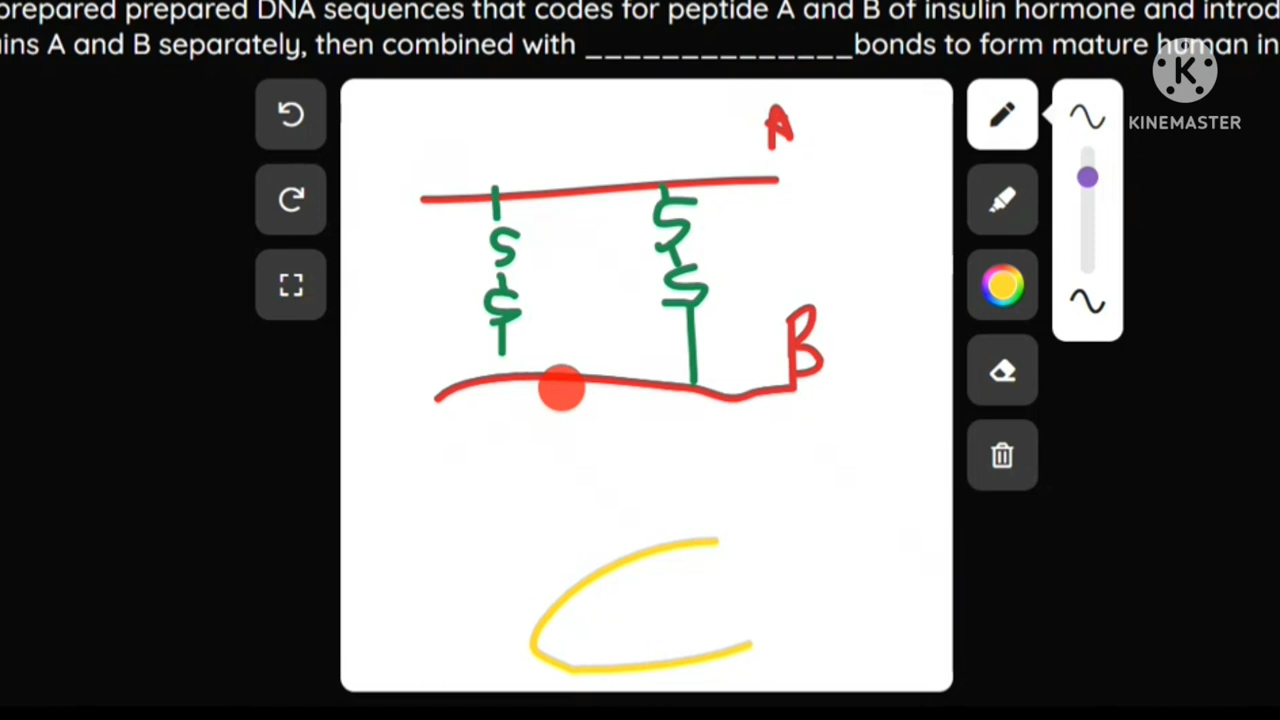 prepared prepared DNA sequences that codes for peptide A and B of insulin hormone and introd
ins A and B separately, then combined with ______________bonds to form mature human in
K
KINEMASTER
A
S S
S S
B
C